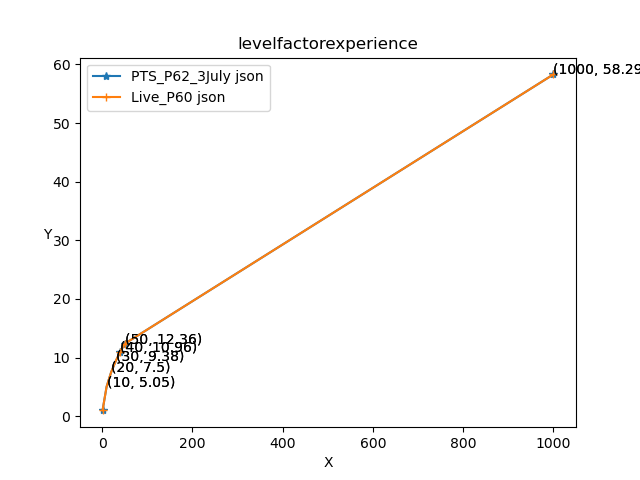 levelfactorexperience
PTS_P62_3July json
Live_P60 json
(1000, 58.29
60
50
40
30
Y
20
(50, 12.36)
(40, 10.96)
10
(30, 9.38)
(20, 7.5)
(10, 5.05)
0
0 200 400 600 800 1000
X